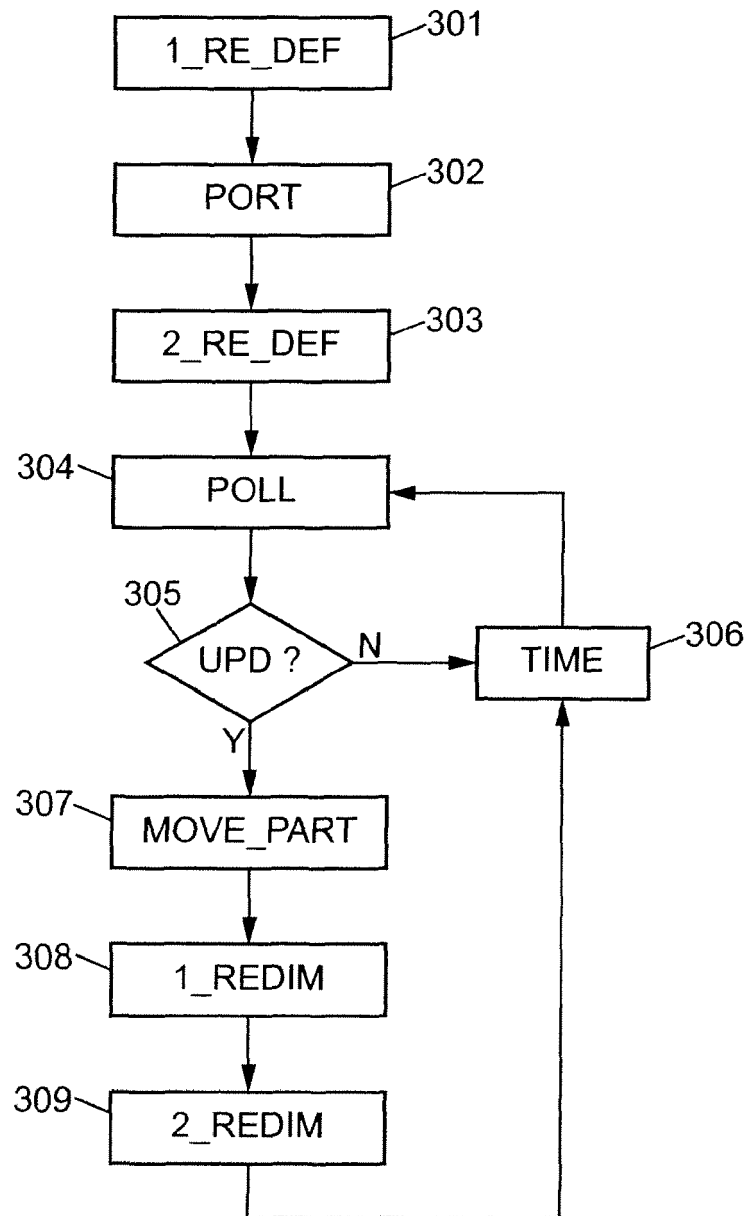 1_RE_DEF
301
PORT
302
2_RE_DEF
303
304
POLL
305
UPD ?
N
TIME
306
Y
307
MOVE_PART
308
1_REDIM
309
2_REDIM